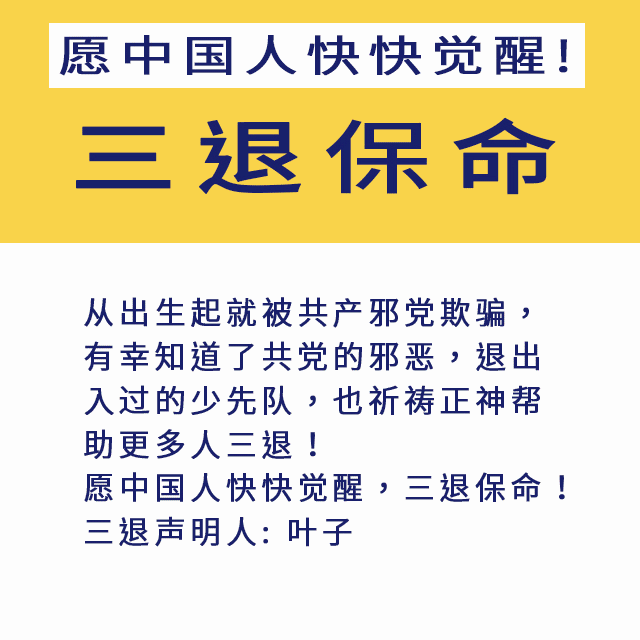 愿中国人快快觉醒!
三退保命
从出生起就被共产邪党欺骗，
有幸知道了共党的邪恶，退出
入过的少先队，也祈祷正神帮
助更多人三退！
愿中国人快快觉醒，三退保命！
三退声明人: 叶子